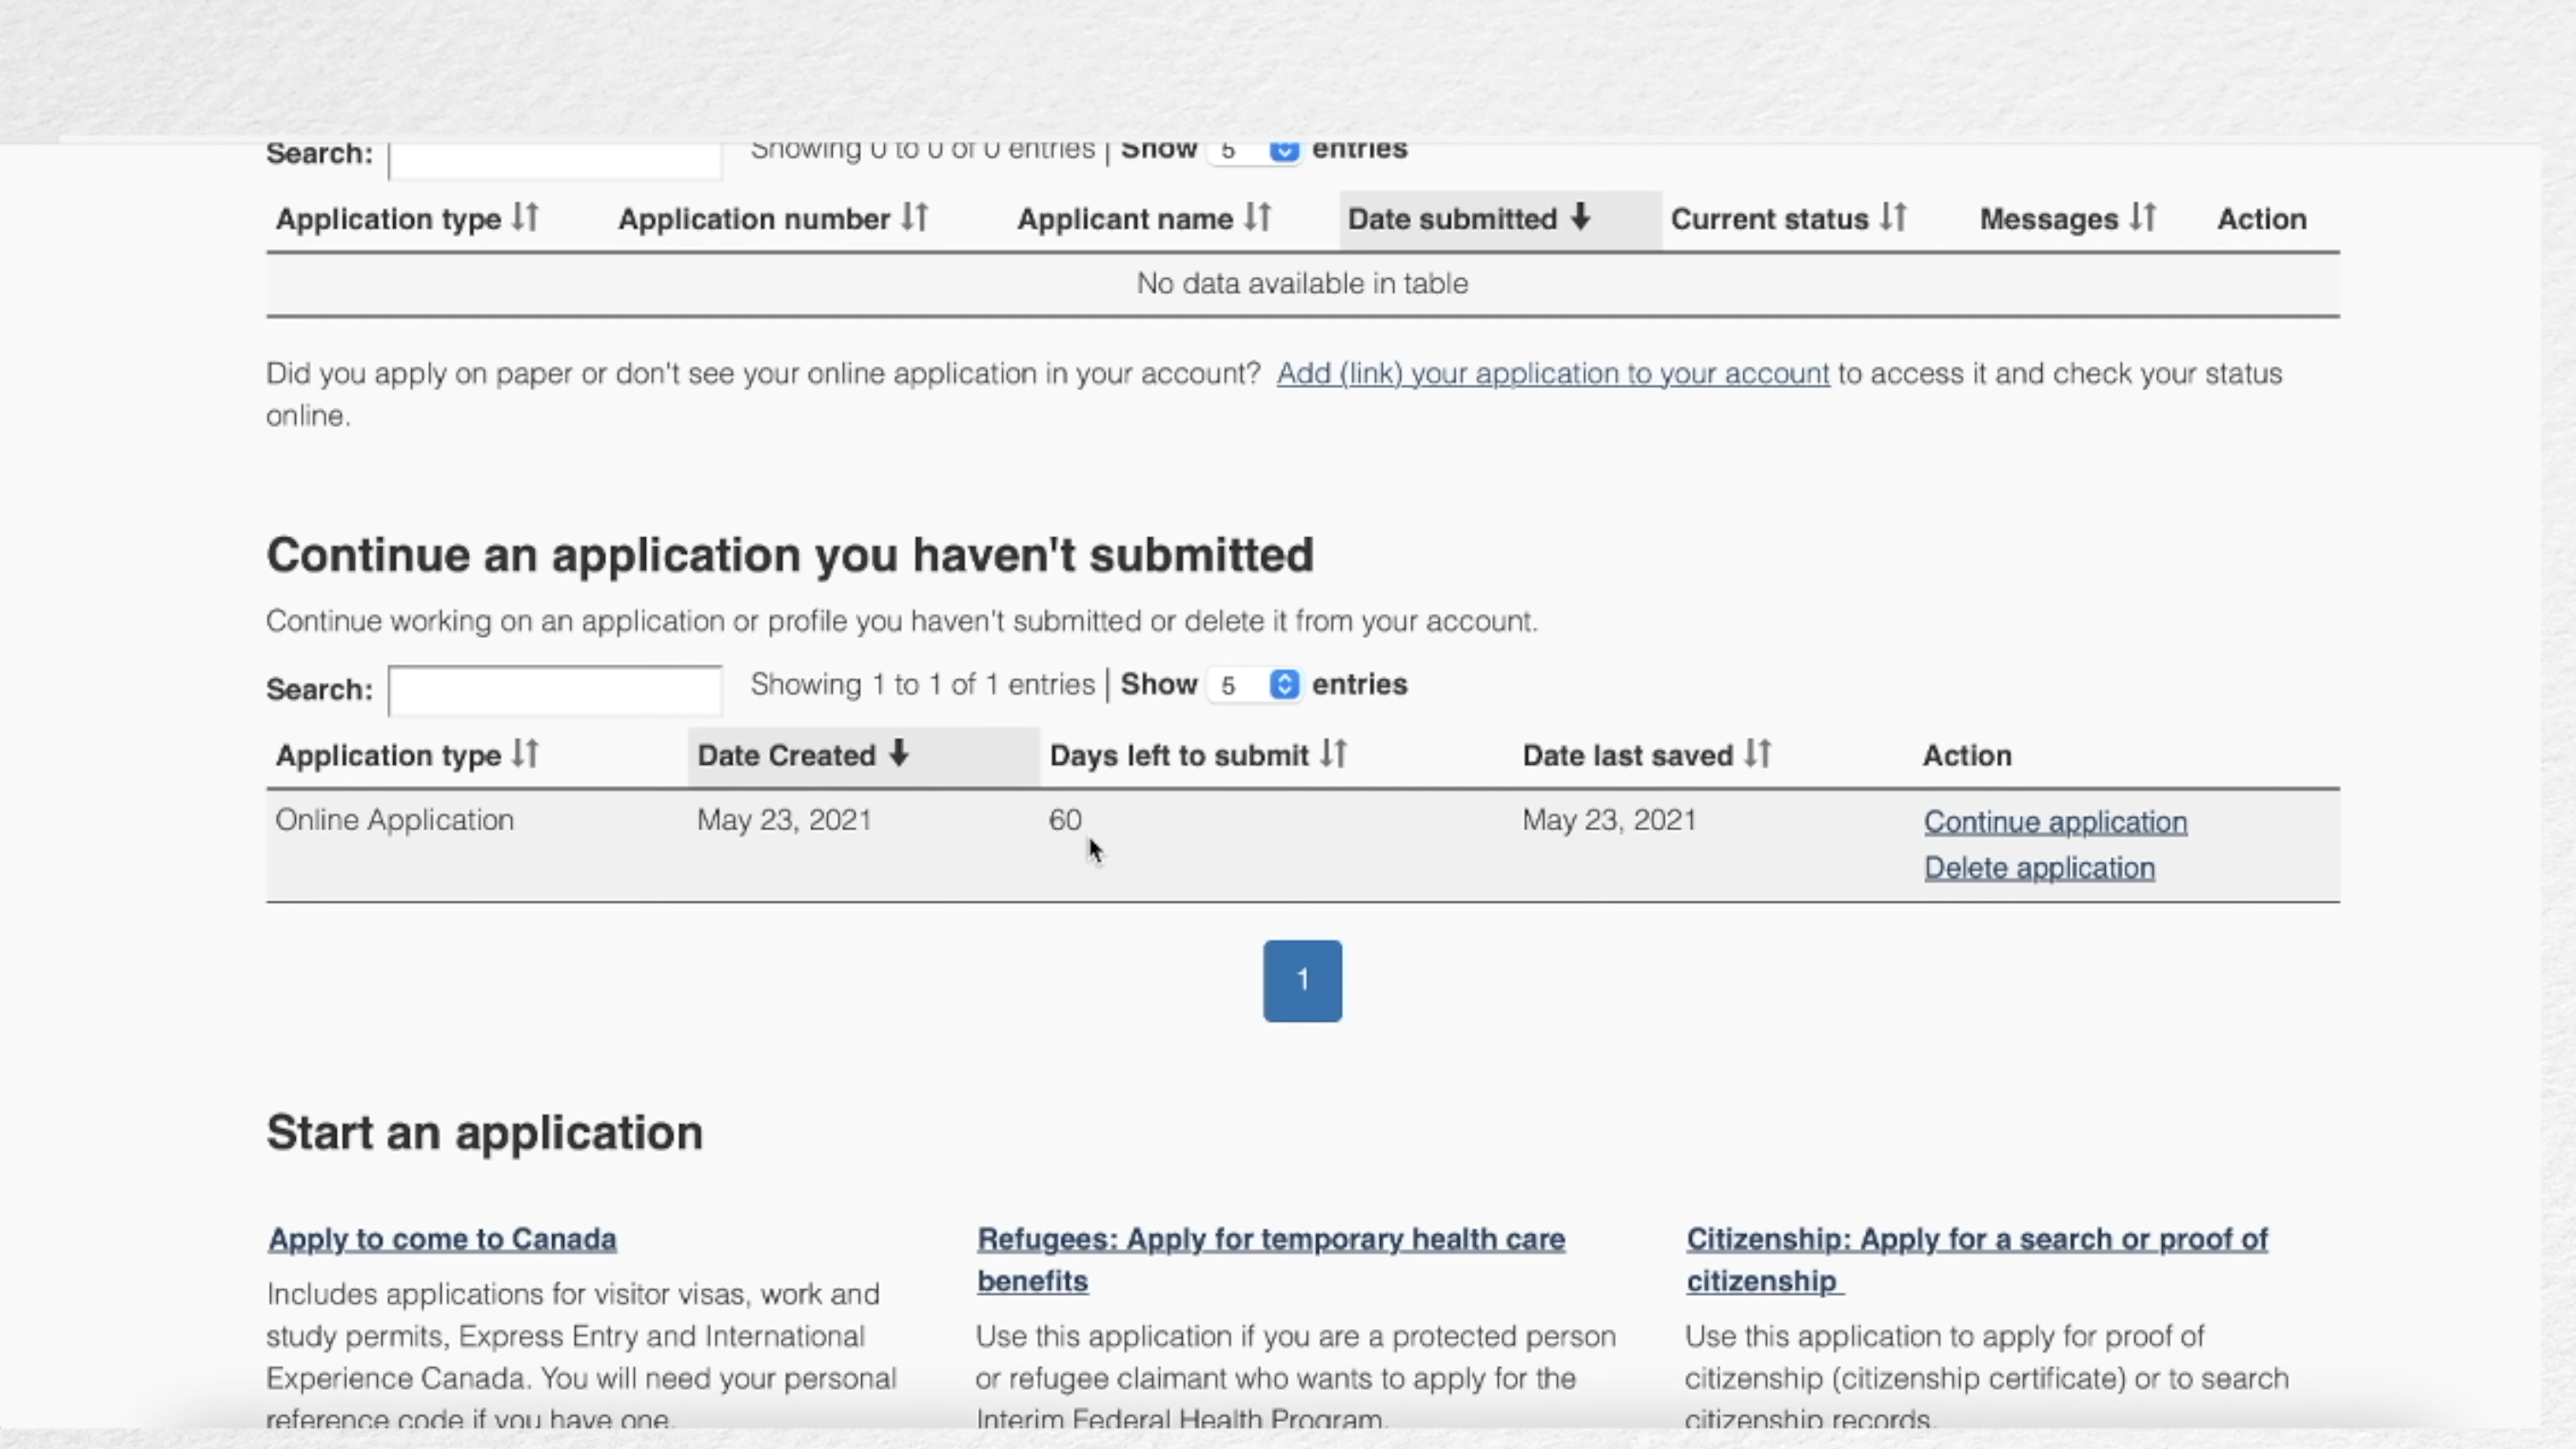 Search: Showing 0 to 0 of 0 entries | Show 5 entries
Application type Application number Applicant name Date submitted Current status Messages Action
No data available in table
Did you apply on paper or don't see your online application in your account? Add (link) your application to your account to access it and check your status
online.
Continue an application you haven't submitted
Continue working on an application or profile you haven't submitted or delete it from your account.
Search: Showing 1 to 1 of 1 entries | Show 5 entries
Application type Date Created Days left to submit Date last saved Action
Online Application May 23, 2021 60 May 23, 2021 Continue application
Delete application
1
Start an application
Apply to come to Canada
Includes applications for visitor visas, work and
study permits, Express Entry and International
Experience Canada. You will need your personal
reference code if you have one.
Refugees: Apply for temporary health care
benefits
Use this application if you are a protected person
or refugee claimant who wants to apply for the
Interim Federal Health Program.
Citizenship: Apply for a search or proof of
citizenship
Use this application to apply for proof of
citizenship (citizenship certificate) or to search
citizenship records.